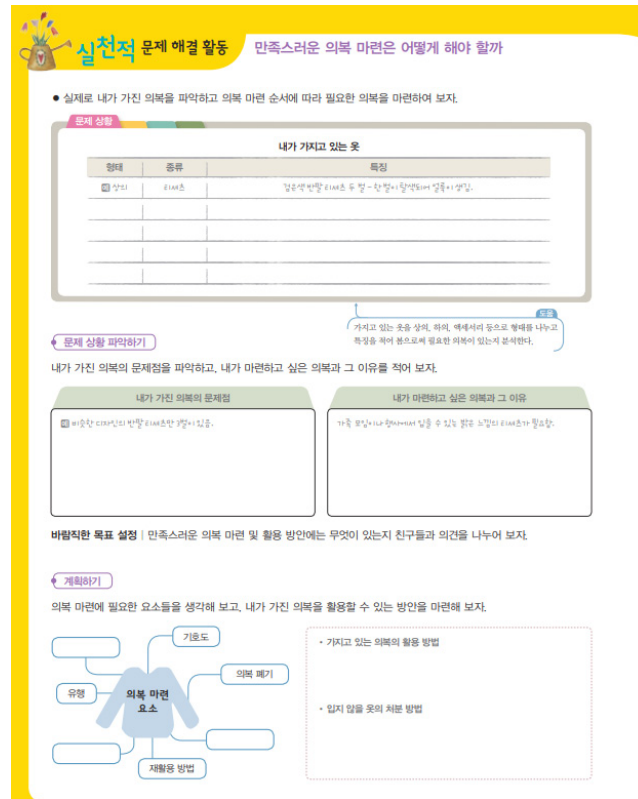 실천적 문제 해결 활동 만족스러운 의복 마련은 어떻게 해야 할까
● 실제로 내가 가진 의복을 파악하고 의복 마련 순서에 따라 필요한 의복을 마련하여 보자.
문제 상황
내가 가지고 있는 옷
형태 종류 특징
예 상의 티셔츠 검은색 반팔 티셔츠 두 벌 - 한 벌이 탈색되어 얼룩이 생김.
도움
가지고 있는 옷을 상의, 하의, 액세서리 등으로 형태를 나누고
특징을 적어 봄으로써 필요한 의복이 있는지 분석한다.
문제 상황 파악하기
내가 가진 의복의 문제점을 파악하고, 내가 마련하고 싶은 의복과 그 이유를 적어 보자.
내가 가진 의복의 문제점 내가 마련하고 싶은 의복과 그 이유
예 비슷한 디자인의 반팔 티셔츠만 3벌이 있음.
가족 모임이나 행사에서 입을 수 있는 밝은 느낌의 티셔츠가 필요함.
바람직한 목표 설정 | 만족스러운 의복 마련 및 활용 방안에는 무엇이 있는지 친구들과 의견을 나누어 보자.
계획하기
의복 마련에 필요한 요소들을 생각해 보고, 내가 가진 의복을 활용할 수 있는 방안을 마련해 보자.
기호도
의복 폐기
유행
의복 마련
요소
재활용 방법
• 가지고 있는 의복의 활용 방법
• 입지 않을 옷의 처분 방법